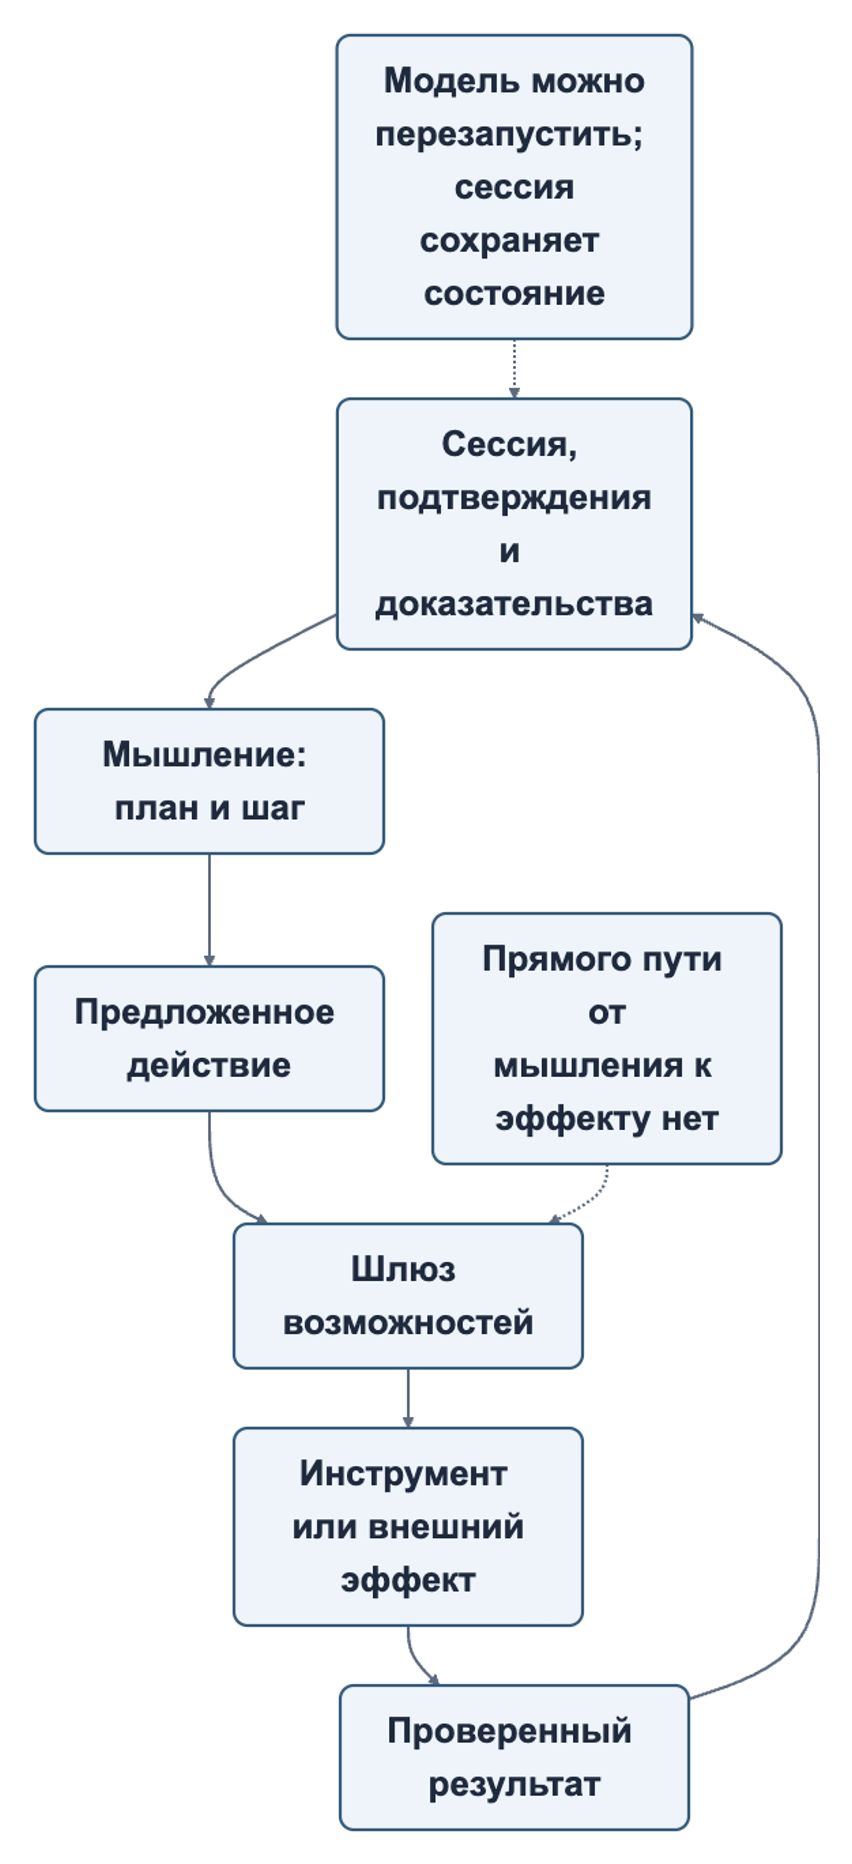 Модель можно
перезапустить;
сессия
сохраняет
состояние
Сессия,
подтверждения
и
доказательства
Мышление:
план и шаг
Прямого пути
от
мышления к
эффекту нет
Предложенное
действие
Шлюз
возможностей
Инструмент
или внешний
эффект
Проверенный
результат